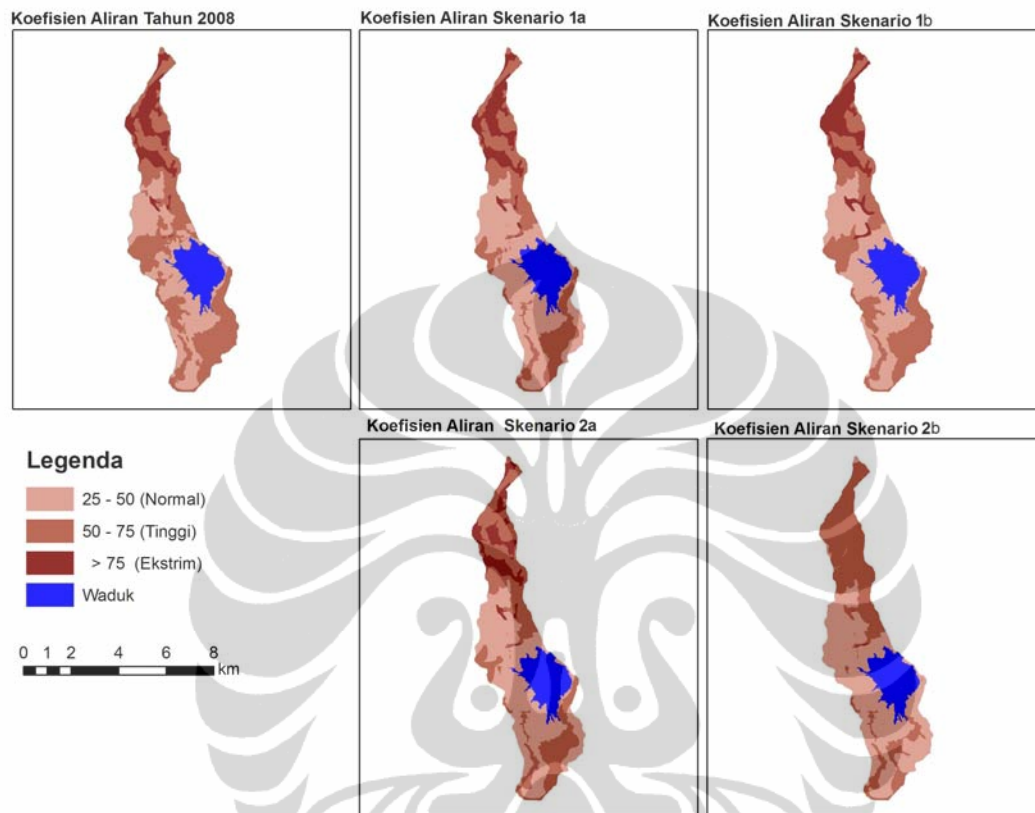 Koefisien Aliran Tahun 2008
Koefisien Aliran Skenario 1a
Koefisien Aliran Skenario 1b
Koefisien Aliran Skenario 2a
Koefisien Aliran Skenario 2b
Legenda
25 - 50 (Normal)
50 - 75 (Tinggi)
> 75 (Ekstrim)
Waduk
0 1 2 4 6 8
km